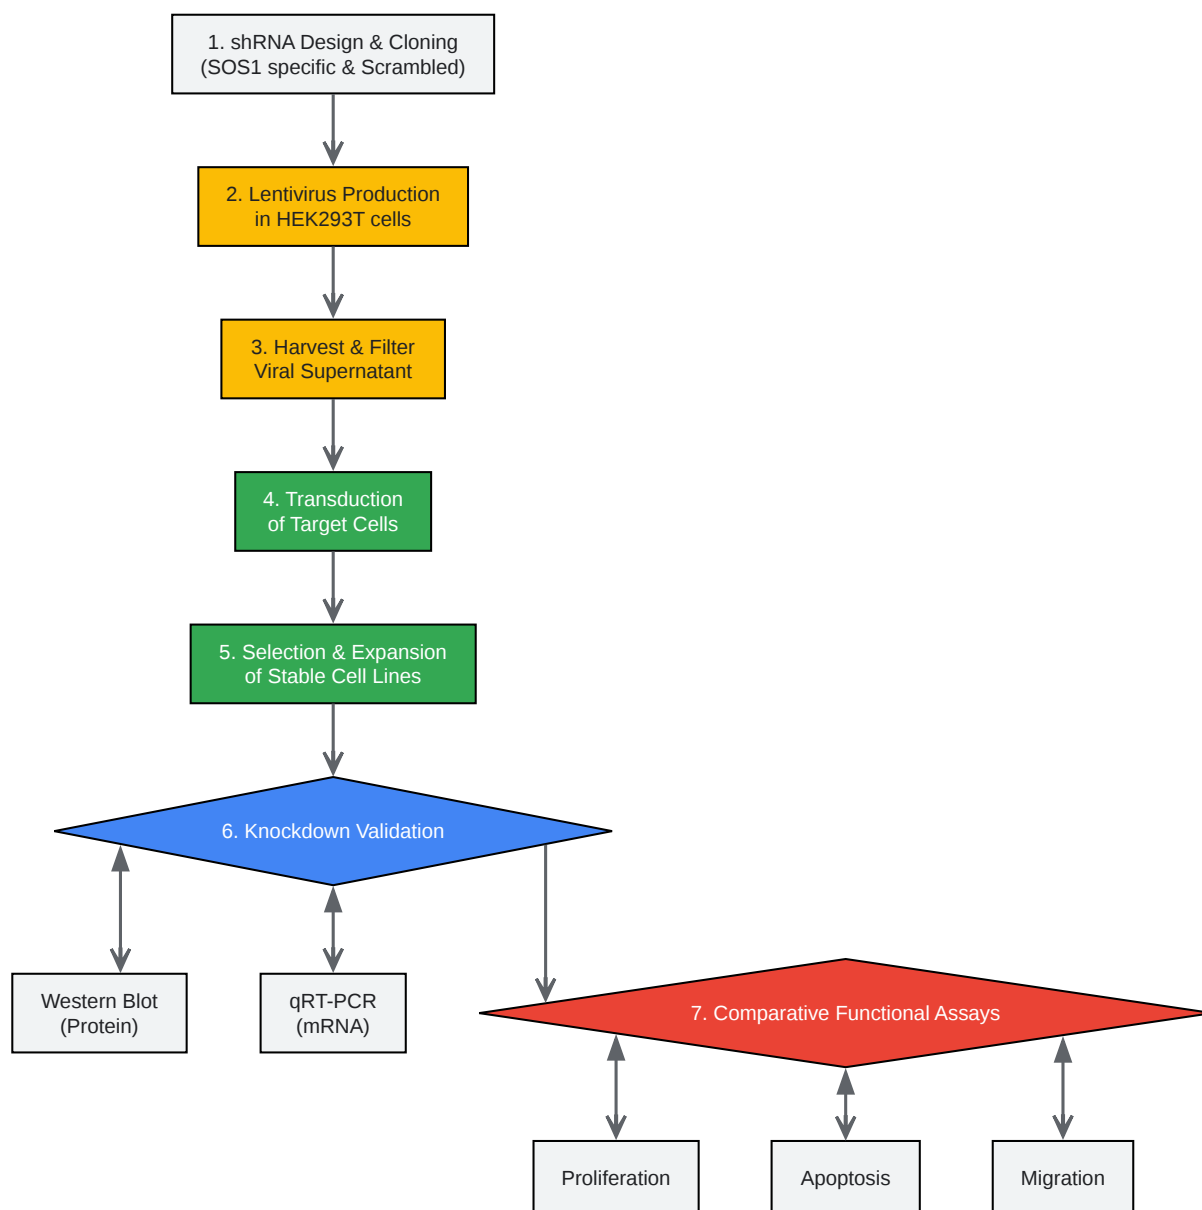 1. shRNA Design & Cloning
(SOS1 specific & Scrambled)
2. Lentivirus Production
in HEK293T cells
3. Harvest & Filter
Viral Supernatant
4. Transduction
of Target Cells
5. Selection & Expansion
of Stable Cell Lines
6. Knockdown Validation
Western Blot
(Protein)
qRT-PCR
(mRNA)
7. Comparative Functional Assays
Proliferation
Apoptosis
Migration